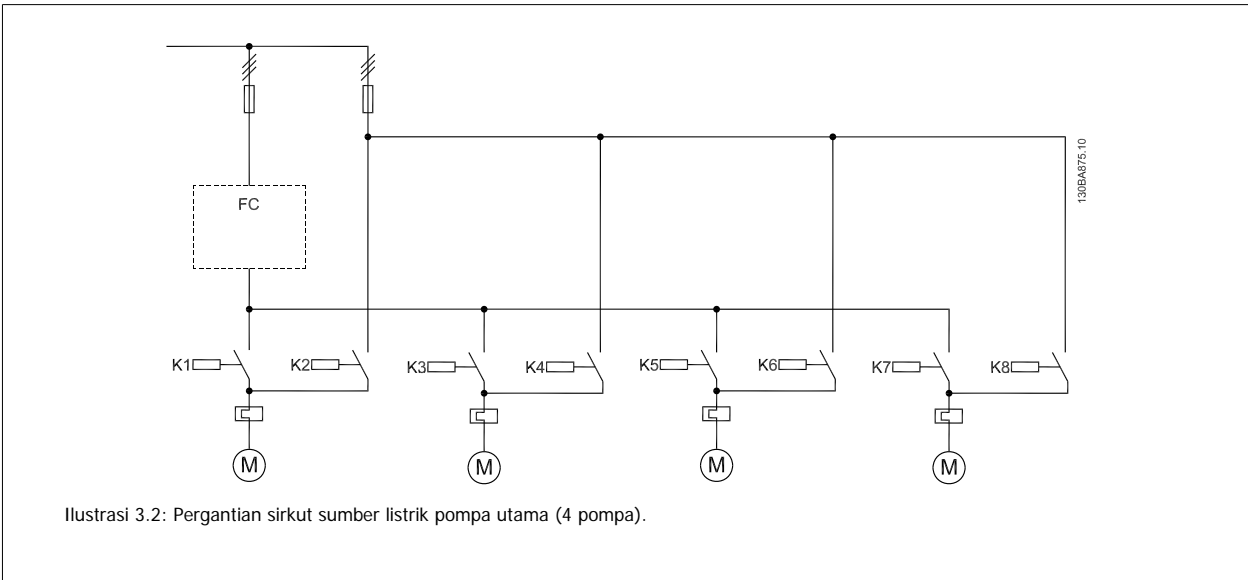 FC
130BA875.10
K1
K2
K3
K4
K5
K6
K7
K8
M
M
M
M
Ilustrasi 3.2: Pergantian sirkut sumber listrik pompa utama (4 pompa).